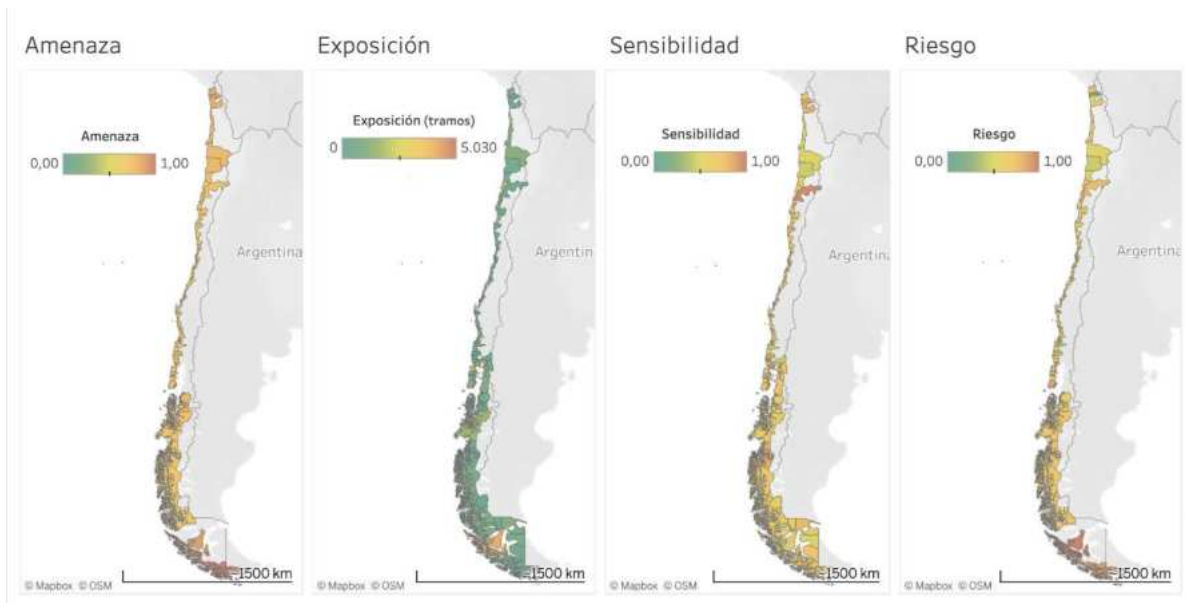 Amenaza
Exposición
Sensibilidad
Riesgo
Amenaza
0,00
1,00
Argentina
~1500 km
© Mapbox © OSM
Exposición (tramos)
0
5.030
Argentin
~1500 km
© Mapbox © OSM
Sensibilidad
0,00
1,00
Argentina
~1500 km
© Mapbox © OSM
Riesgo
0,00
1,00
Argentina
~1500 km
© Mapbox © OSM